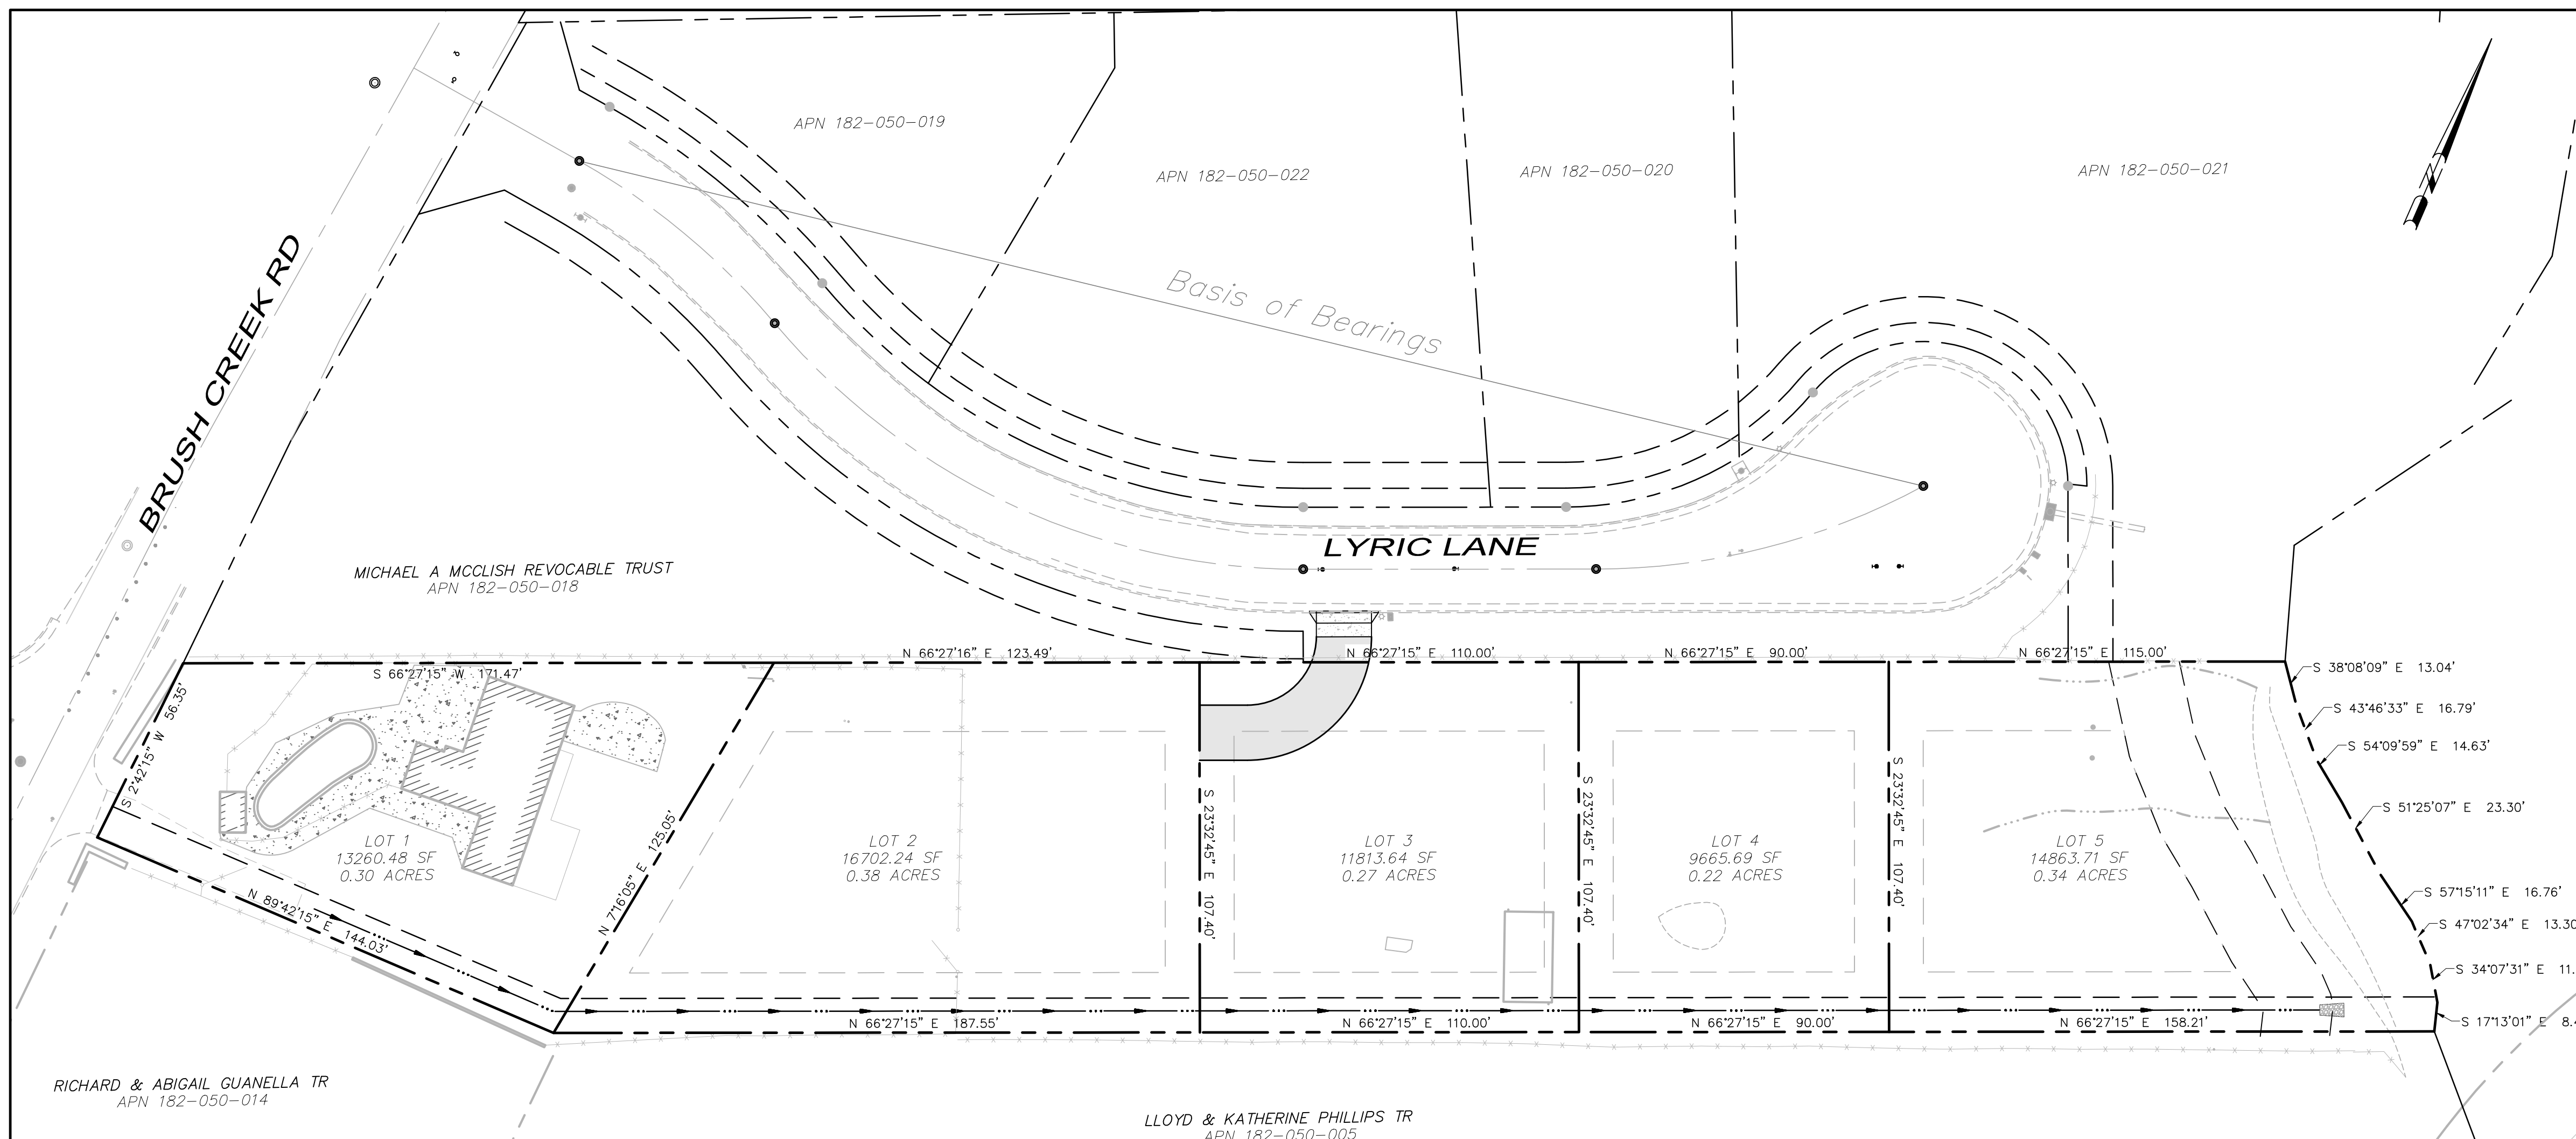 APN 182-050-019
APN 182-050-022
APN 182-050-020
APN 182-050-021
BRUSH CREEK RD
Basis of Bearings
LYRIC LANE
MICHAEL A MCCLISH REVOCABLE TRUST
APN 182-050-018
N 66°27'16" E 123.49'
N 66°27'15" E 110.00'
N 66°27'15" E 90.00'
N 66°27'15" E 115.00'
S 66°27'15" W 171.47'
S 2°42'15" W 56.35'
N 89°42'15" E 144.03'
N 7°16'05" E 125.05'
S 23°32'45" E 107.40'
S 23°32'45" E 107.40'
S 23°32'45" E 107.40'
S 38°08'09" E 13.04'
S 43°46'33" E 16.79'
S 54°09'59" E 14.63'
S 51°25'07" E 23.30'
S 57°15'11" E 16.76'
S 47°02'34" E 13.30
S 34°07'31" E 11.
S 17°13'01" E 8.
LOT 1
13260.48 SF
0.30 ACRES
LOT 2
16702.24 SF
0.38 ACRES
LOT 3
11813.64 SF
0.27 ACRES
LOT 4
9665.69 SF
0.22 ACRES
LOT 5
14863.71 SF
0.34 ACRES
N 66°27'15" E 187.55'
N 66°27'15" E 110.00'
N 66°27'15" E 90.00'
N 66°27'15" E 158.21'
RICHARD & ABIGAIL GUANELLA TR
APN 182-050-014
LLOYD & KATHERINE PHILLIPS TR
APN 182-050-005